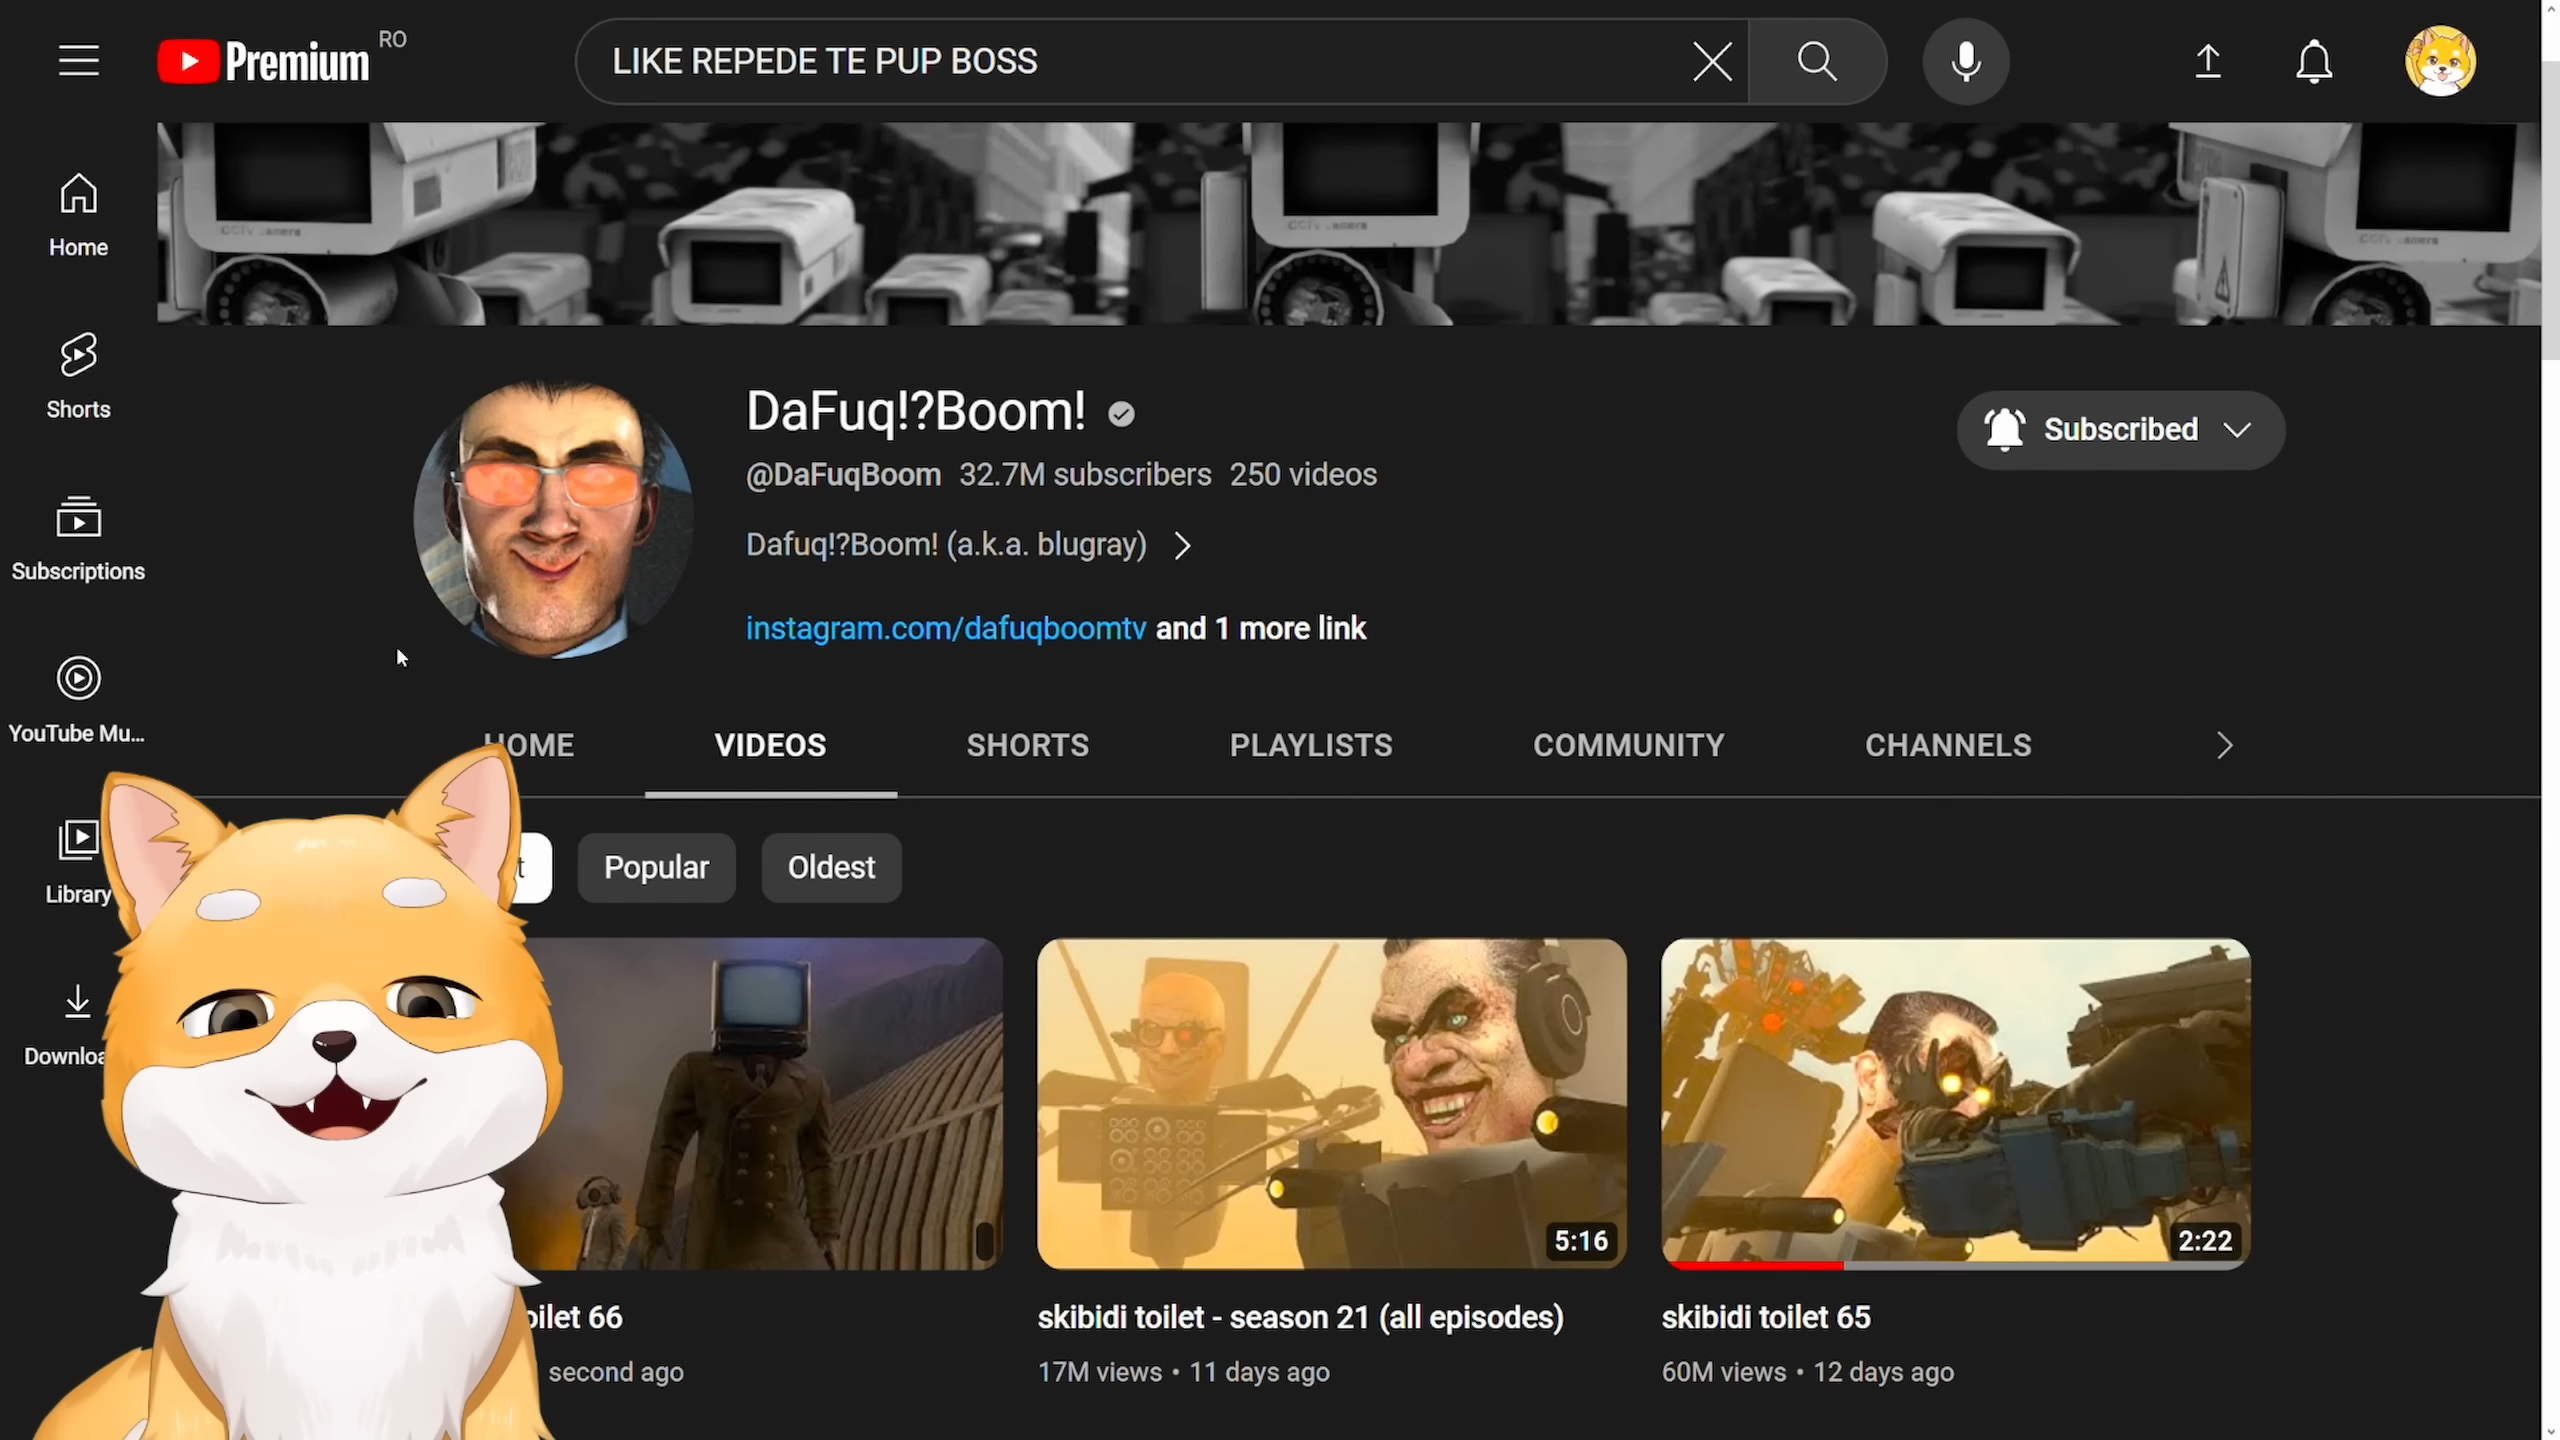 Premium RO
LIKE REPEDE TE PUP BOSS
Home
Shorts
Subscriptions
YouTube Mu...
Library
Downloa
DaFuq!?Boom!
@DaFuqBoom 32.7M subscribers 250 videos
Dafuq!?Boom! (a.k.a. blugray)
instagram.com/dafuqboomtv and 1 more link
Subscribed
HOME VIDEOS SHORTS PLAYLISTS COMMUNITY CHANNELS
t Popular Oldest
5:16
2:22
oilet 66
second ago
skibidi toilet - season 21 (all episodes)
17M views • 11 days ago
skibidi toilet 65
60M views • 12 days ago